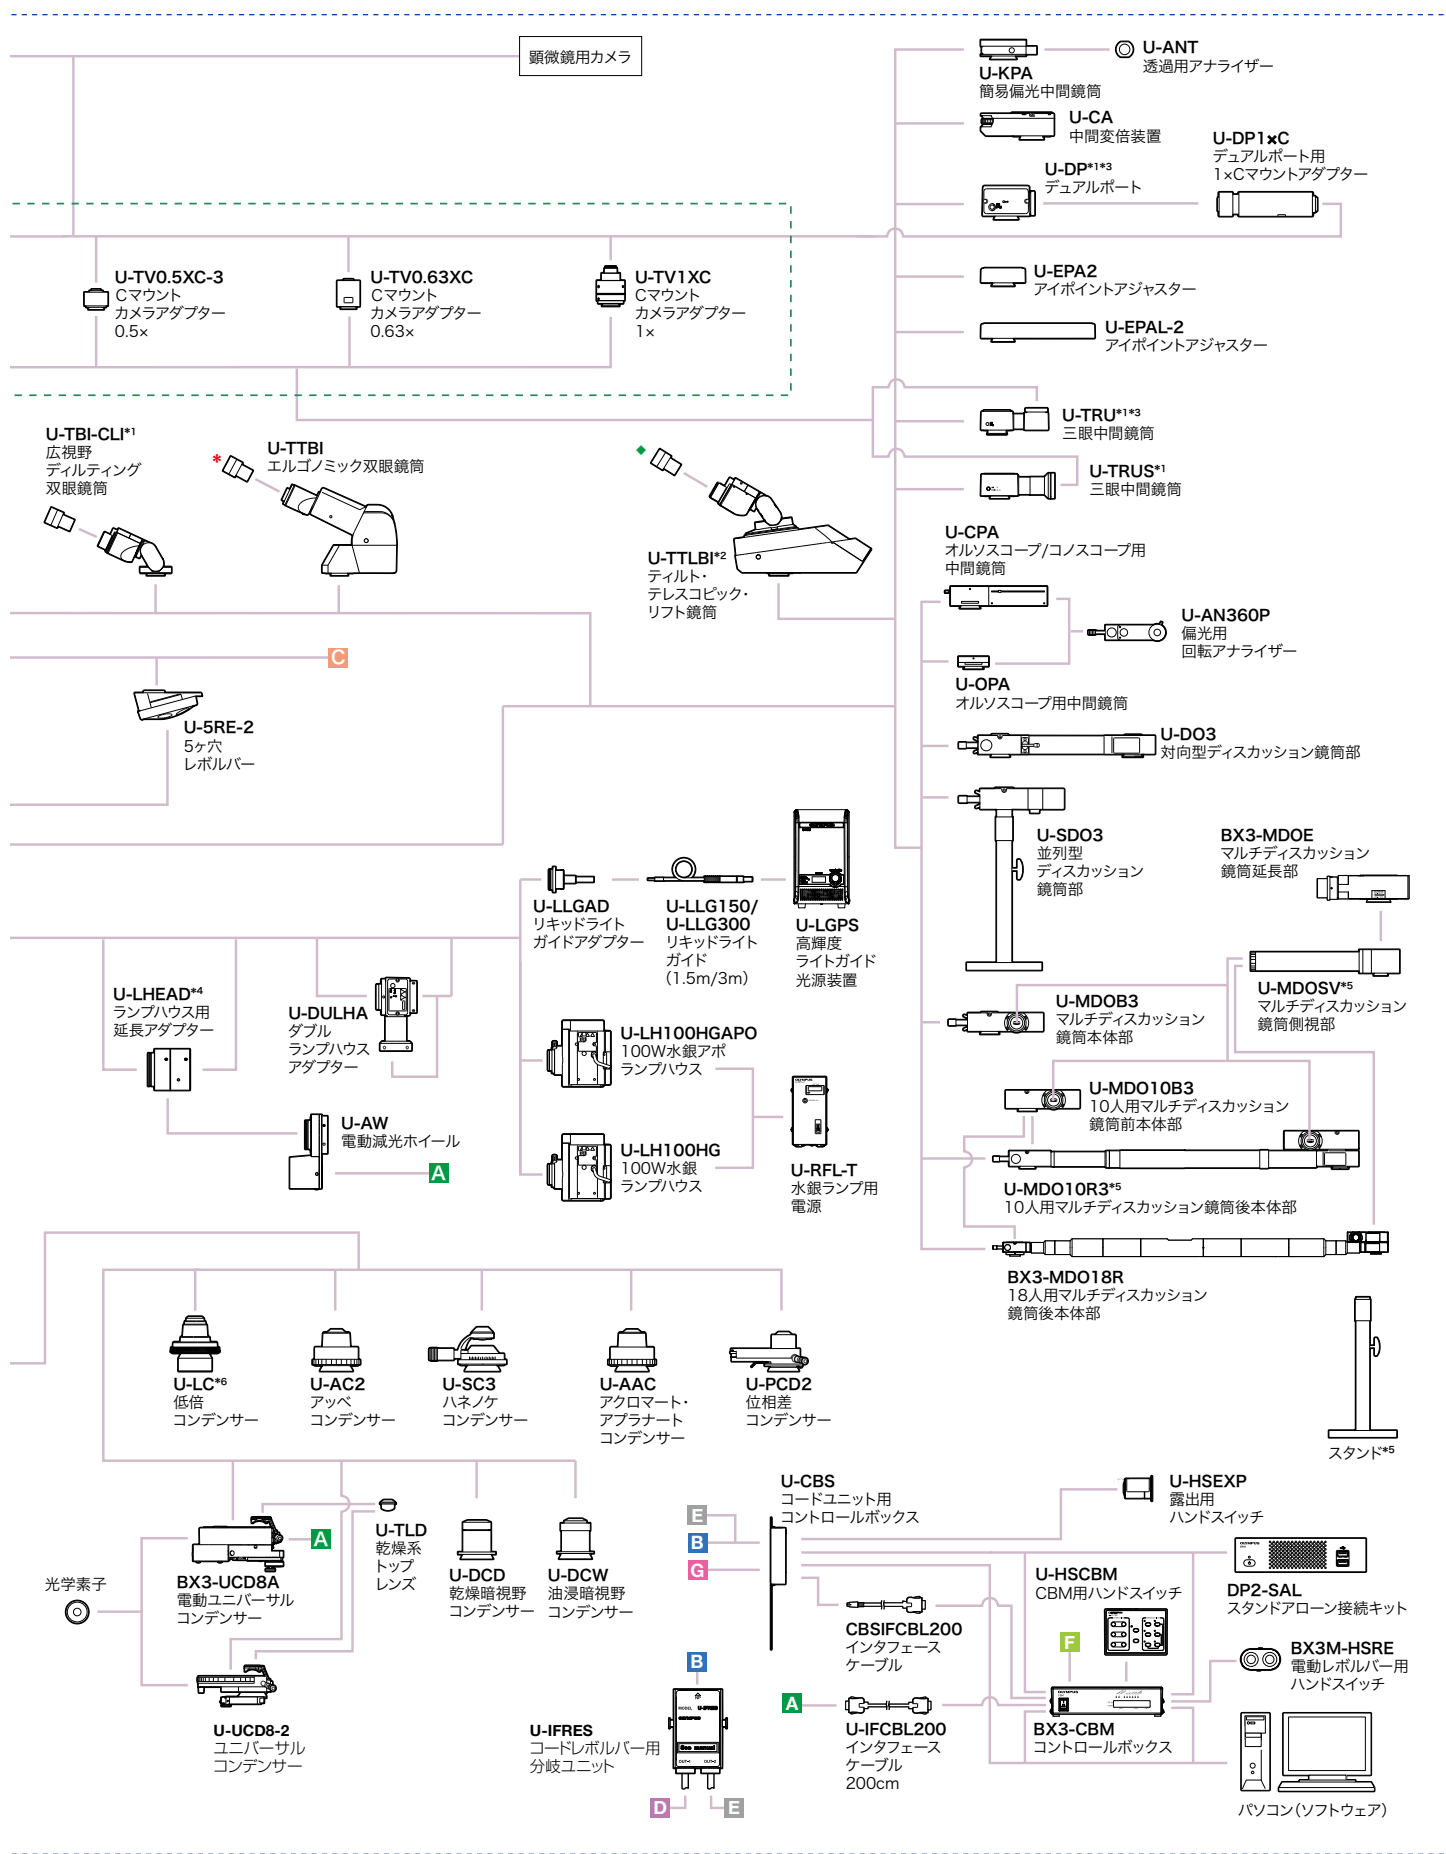 顕微鏡用カメラ
U-KPA
簡易偏光中間鏡筒
U-ANT
透過用アナライザー
U-CA
中間変倍装置
U-DP*1*3
デュアルポート
U-DP1×C
デュアルポート用
1×Cマウントアダプター
U-TV0.5XC-3
Cマウント
カメラアダプター
0.5×
U-TV0.63XC
Cマウント
カメラアダプター
0.63×
U-TV1XC
Cマウント
カメラアダプター
1×
U-EPA2
アイポイントアジャスター
U-EPAL-2
アイポイントアジャスター
U-TRU*1*3
三眼中間鏡筒
U-TRUS*1
三眼中間鏡筒
U-TBI-CLI*1
広視野
ディルティング
双眼鏡筒
*
U-TTBI
エルゴノミック双眼鏡筒
◆
U-TTLBI*2
ティルト・
テレスコピック・
リフト鏡筒
U-CPA
オルソスコープ/コノスコープ用
中間鏡筒
U-AN360P
偏光用
回転アナライザー
U-OPA
オルソスコープ用中間鏡筒
C
U-5RE-2
5ヶ穴
レボルバー
U-DO3
対向型ディスカッション鏡筒部
U-SDO3
並列型
ディスカッション
鏡筒部
BX3-MDOE
マルチディスカッション
鏡筒延長部
U-LLGAD
リキッドライト
ガイドアダプター
U-LLG150/
U-LLG300
リキッドライト
ガイド
(1.5m/3m)
U-LGPS
高輝度
ライトガイド
光源装置
U-LHEAD*4
ランプハウス用
延長アダプター
U-DULHA
ダブル
ランプハウス
アダプター
U-MDOSV*5
マルチディスカッション
鏡筒側視部
U-MDOB3
マルチディスカッション
鏡筒本体部
U-LH100HGAPO
100W水銀アポ
ランプハウス
U-MDO10B3
10人用マルチディスカッション
鏡筒前本体部
U-AW
電動減光ホイール
A
U-LH100HG
100W水銀
ランプハウス
OLYMPUS
U-RFL-T
水銀ランプ用
電源
U-MDO10R3*5
10人用マルチディスカッション鏡筒後本体部
BX3-MDO18R
18人用マルチディスカッション
鏡筒後本体部
U-LC*6
低倍
コンデンサー
U-AC2
アッベ
コンデンサー
U-SC3
ハネノケ
コンデンサー
U-AAC
アクロマート・
アプラナート
コンデンサー
U-PCD2
位相差
コンデンサー
スタンド*5
U-TLD
乾燥系
トップ
レンズ
A
光学素子
BX3-UCD8A
電動ユニバーサル
コンデンサー
U-DCD
乾燥暗視野
コンデンサー
U-DCW
油浸暗視野
コンデンサー
U-UCD8-2
ユニバーサル
コンデンサー
U-CBS
コードユニット用
コントロールボックス
E
B
G
U-HSEXP
露出用
ハンドスイッチ
OLYMPUS
DP2-SAL
スタンドアローン接続キット
U-HSCBM
CBM用ハンドスイッチ
CBSIFCBL200
インタフェース
ケーブル
F
BX3M-HSRE
電動レボルバー用
ハンドスイッチ
B
MODEL U-IFRES
OLYMPUS
See manual
OUT-1 OUT-2
U-IFRES
コードレボルバー用
分岐ユニット
D
E
A
U-IFCBL200
インタフェース
ケーブル
200cm
OLYMPUS
BX3-CBM
コントロールボックス
パソコン(ソフトウェア)